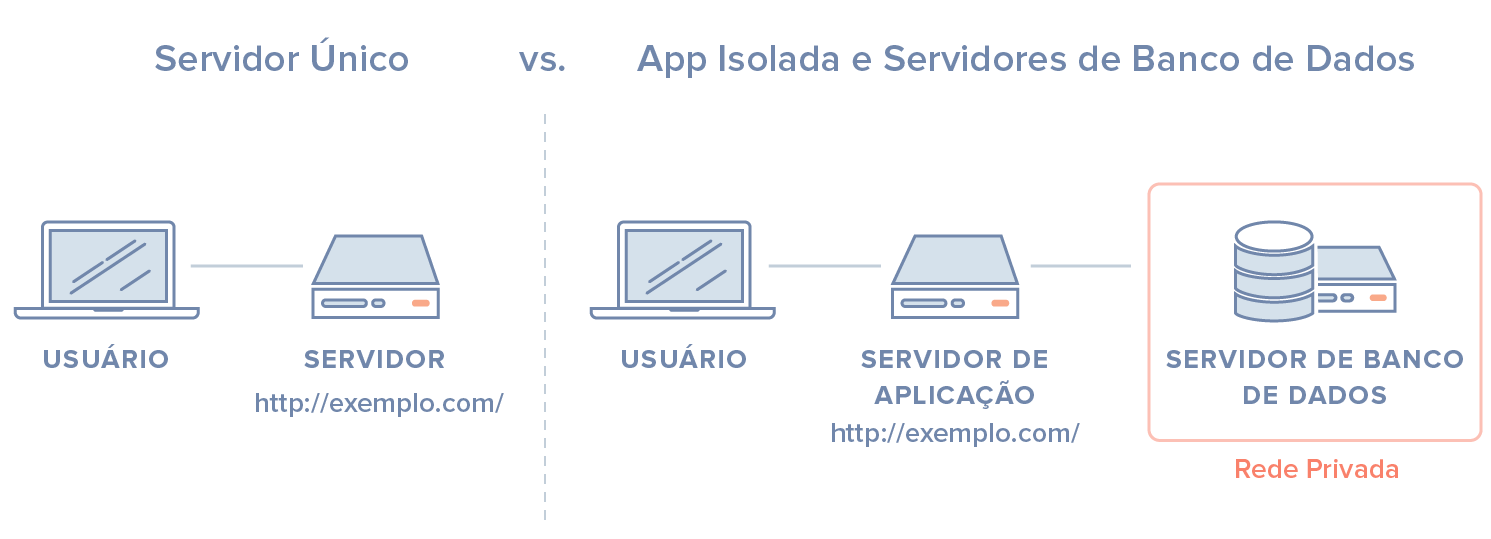 Servidor Único vs. App Isolada e Servidores de Banco de Dados
USUÁRIO
SERVIDOR
http://exemplo.com/
USUÁRIO
SERVIDOR DE
APLICAÇÃO
http://exemplo.com/
SERVIDOR DE BANCO
DE DADOS
Rede Privada